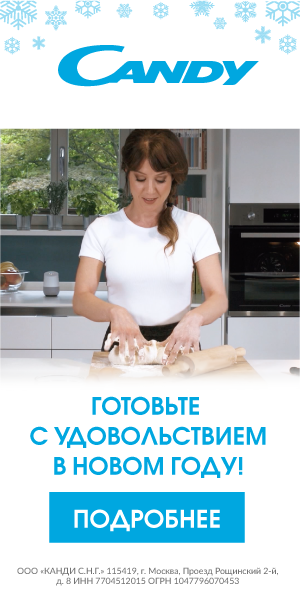 CANDY
ГОТОВЬТЕ
С УДОВОЛЬСТВИЕМ
В НОВОМ ГОДУ!
ПОДРОБНЕЕ
ООО «КАНДИ С.Н.Г.» 115419, г. Москва, Проезд Рощинский 2-й,
д. 8 ИНН 7704512015 ОГРН 1047796070453